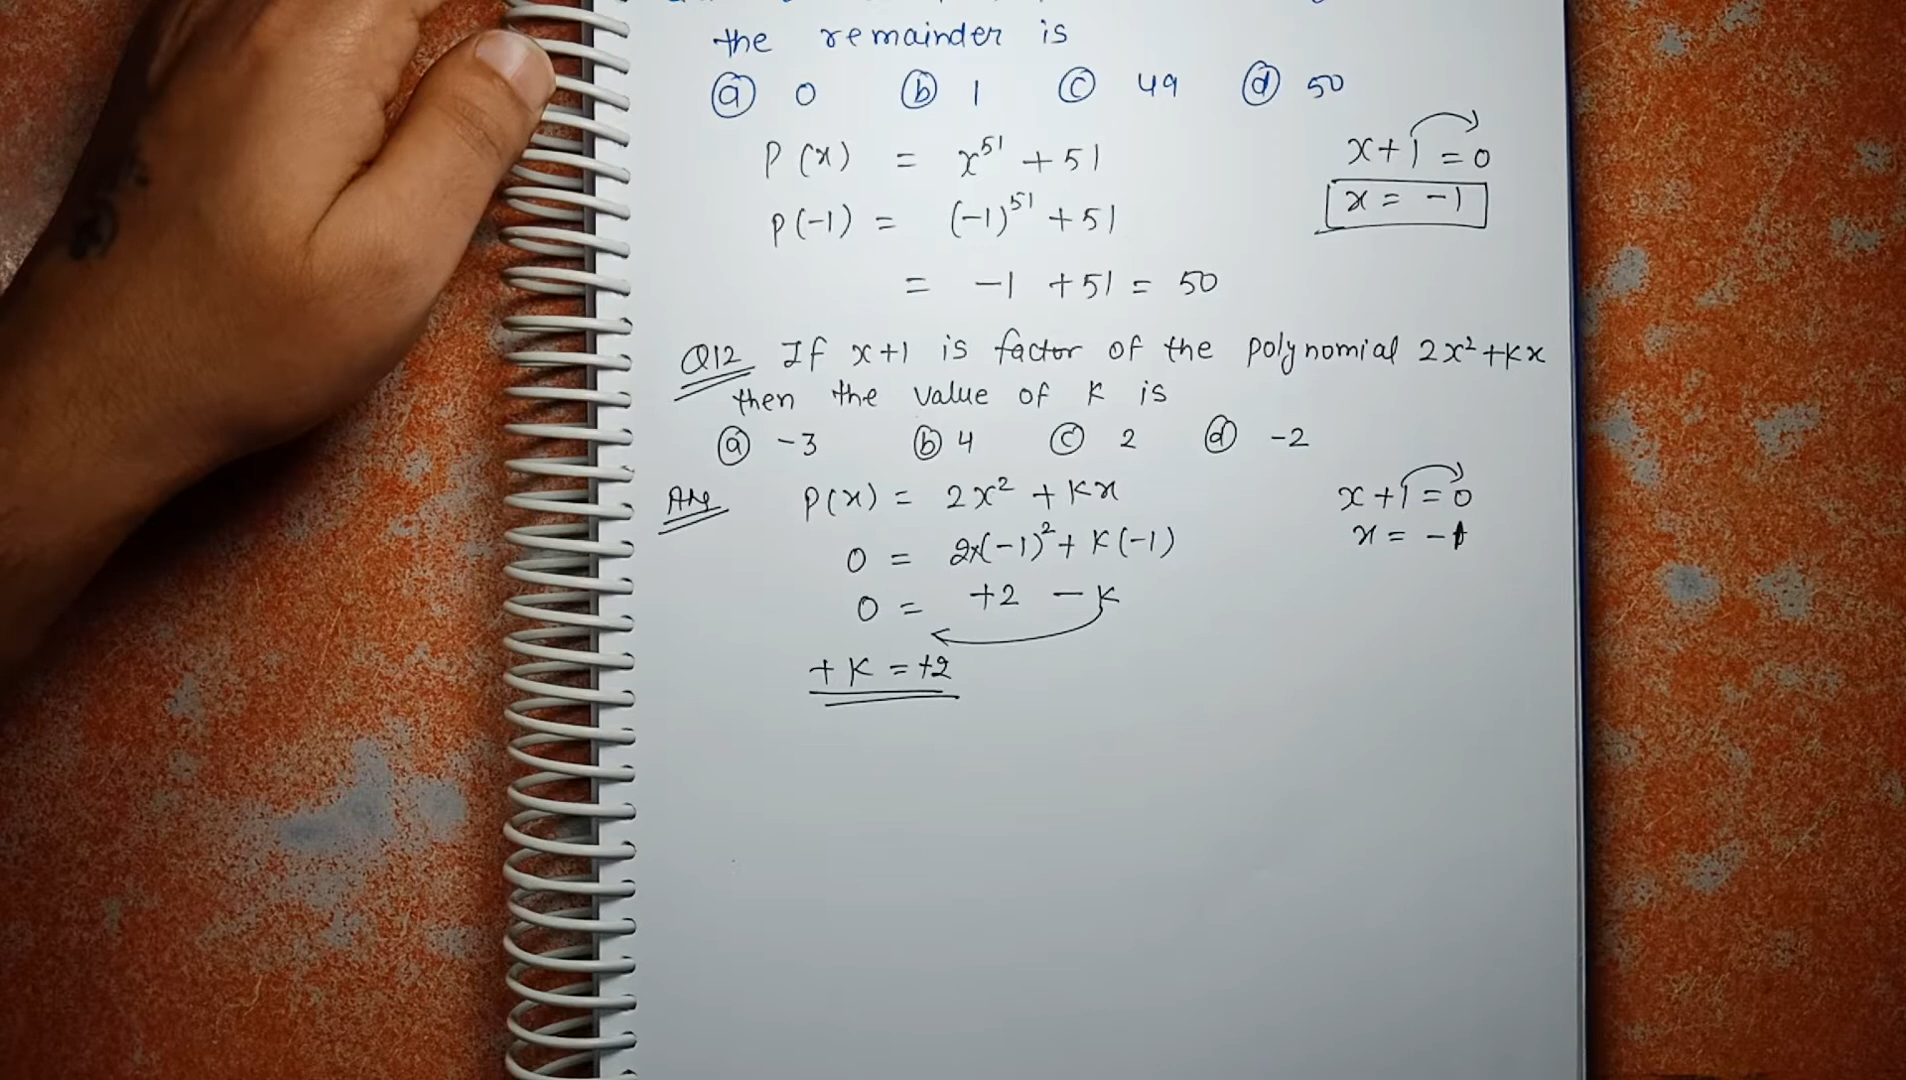 the remainder is
ⓐ 0 ⓑ 1 ⓒ 49 ⓓ 50
P(x) = x⁵¹ + 51
x+1 = 0
P(-1) = (-1)⁵¹ + 51
x = -1
= -1 + 51 = 50
Q12 If x+1 is factor of the polynomial 2x²+kx
then the value of k is
ⓐ -3 ⓑ 4 ⓒ 2 ⓓ -2
Ans P(x) = 2x² + kx
x+1 = 0
0 = 2×(-1)² + k(-1)
x = -1
0 = +2 - k
+ k = +2